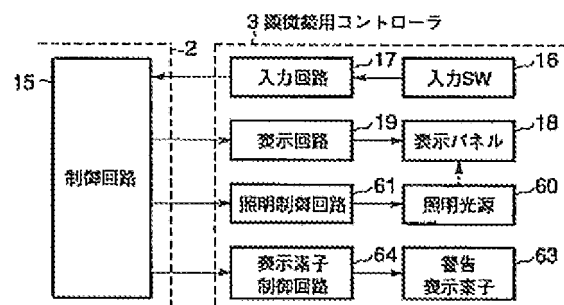 3 顕微鏡用コントローラ
2
15
17
16
入力回路
入力SW
19
18
表示回路
表示パネル
制御回路
61
60
照明制御回路
照明光源
64
63
表示素子
制御回路
警告
表示素子